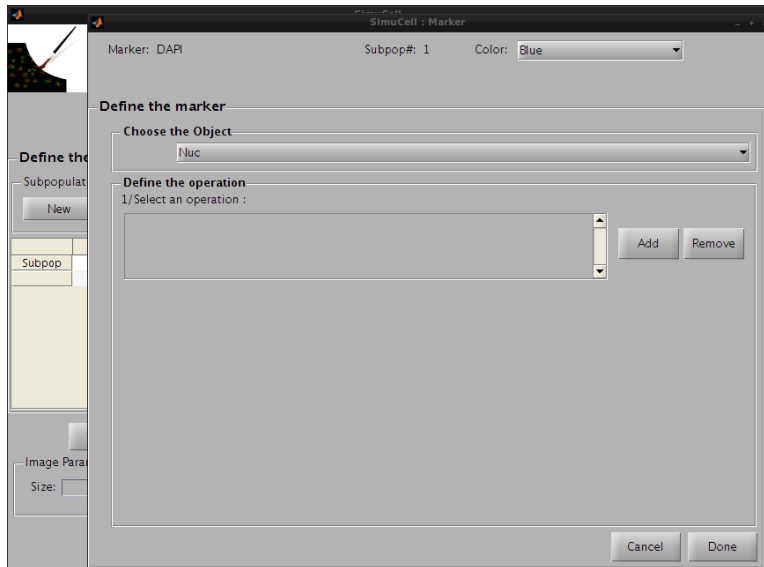 SimuCell
SimuCell : Marker
Marker: DAPI
Subpop#: 1
Color:
Blue
Define the marker
Choose the Object
Nuc
Define the
Define the operation
Subpopulat
1/Select an operation :
New
Add
Remove
Subpop
Image Para
Size:
Cancel
Done